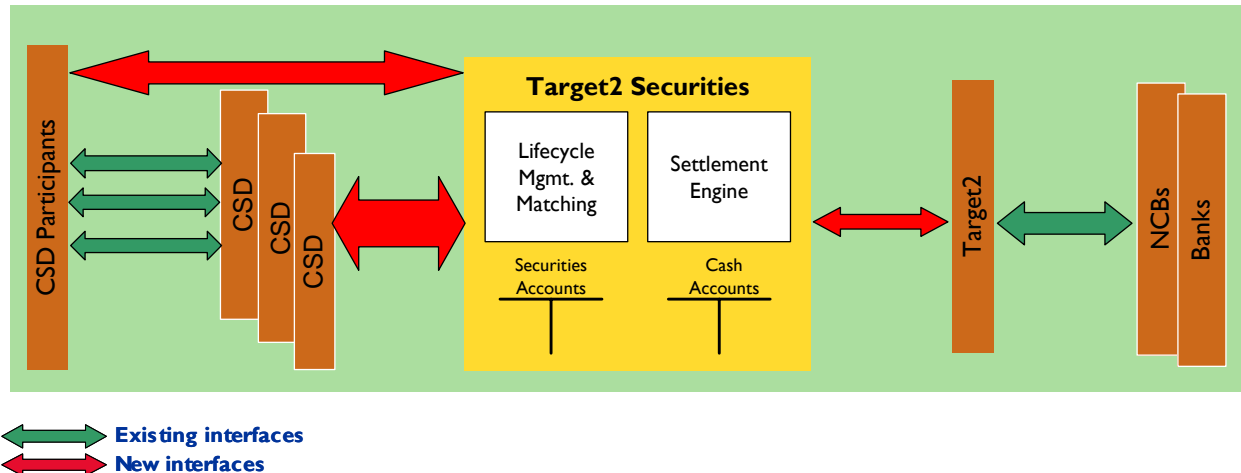 CSD Participants
CSD
CSD
CSD
Target2 Securities
Lifecycle
Mgmt. &
Matching
Settlement
Engine
Securities
Accounts
Cash
Accounts
Target2
NCBs
Banks
Existing interfaces
New interfaces